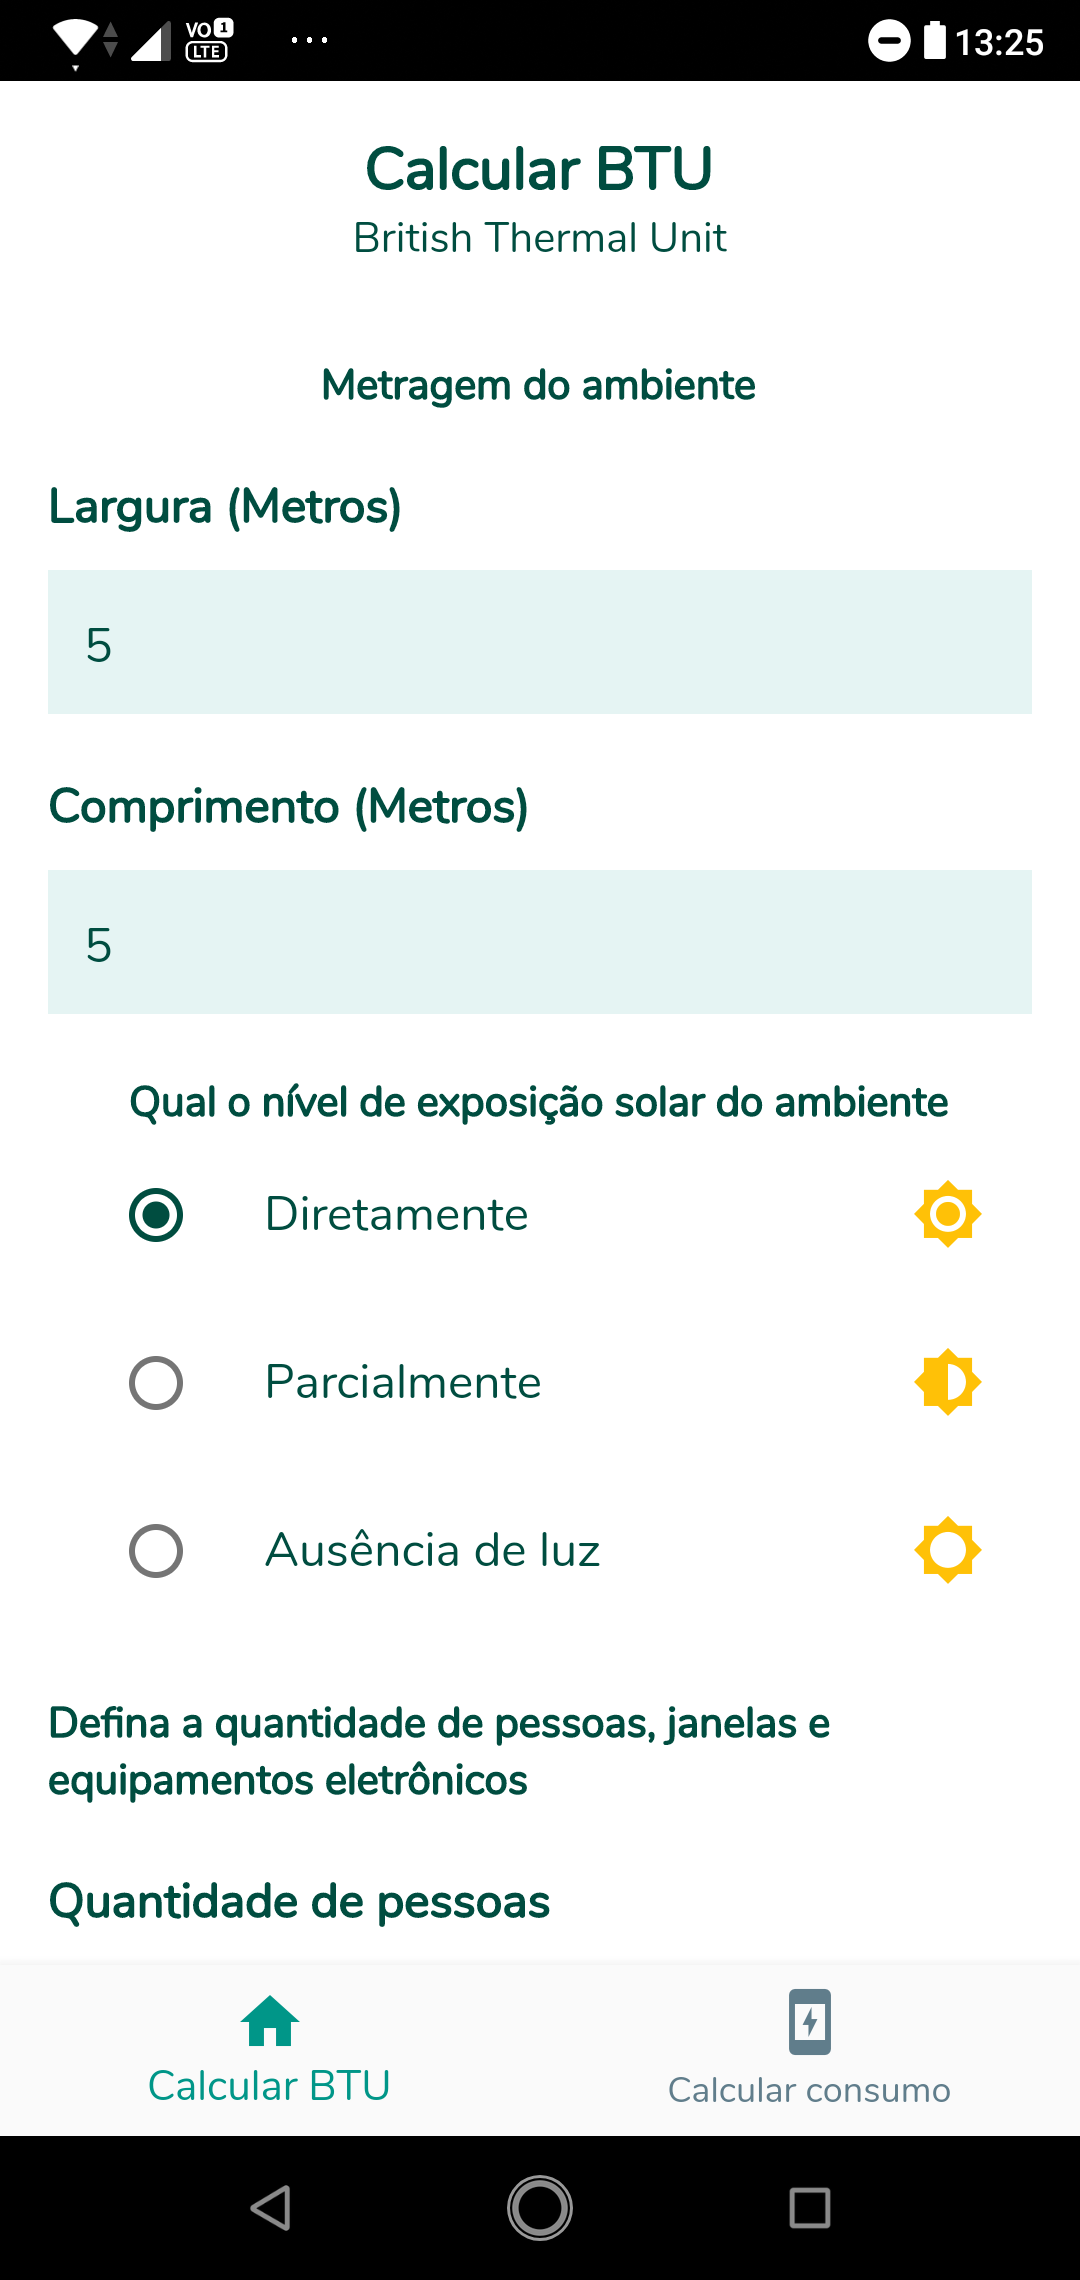 VO 1
LTE
13:25
Calcular BTU
British Thermal Unit
Metragem do ambiente
Largura (Metros)
5
Comprimento (Metros)
5
Qual o nível de exposição solar do ambiente
Diretamente
Parcialmente
Ausência de luz
Defina a quantidade de pessoas, janelas e
equipamentos eletrônicos
Quantidade de pessoas
Calcular BTU
Calcular consumo